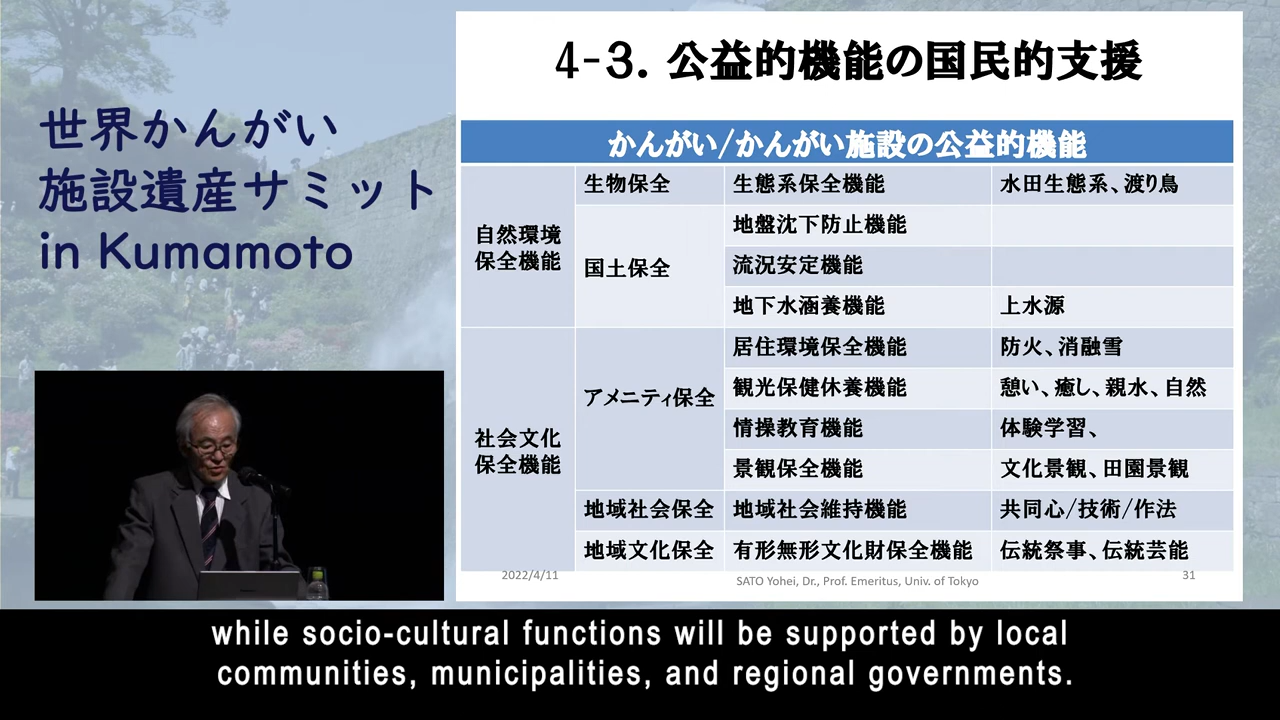 世界かんがい
施設遺産サミット
in Kumamoto
4-3. 公益的機能の国民的支援
かんがい/かんがい施設の公益的機能
自然環境
保全機能
生物保全
生態系保全機能
水田生態系、渡り鳥
国土保全
地盤沈下防止機能
流況安定機能
地下水涵養機能
上水源
社会文化
保全機能
アメニティ保全
居住環境保全機能
防火、消融雪
観光保健休養機能
憩い、癒し、親水、自然
情操教育機能
体験学習、
景観保全機能
文化景観、田園景観
地域社会保全
地域社会維持機能
共同心/技術/作法
地域文化保全
有形無形文化財保全機能
伝統祭事、伝統芸能
2022/4/11
SATO Yohei, Dr., Prof. Emeritus, Univ. of Tokyo
31
while socio-cultural functions will be supported by local
communities, municipalities, and regional governments.